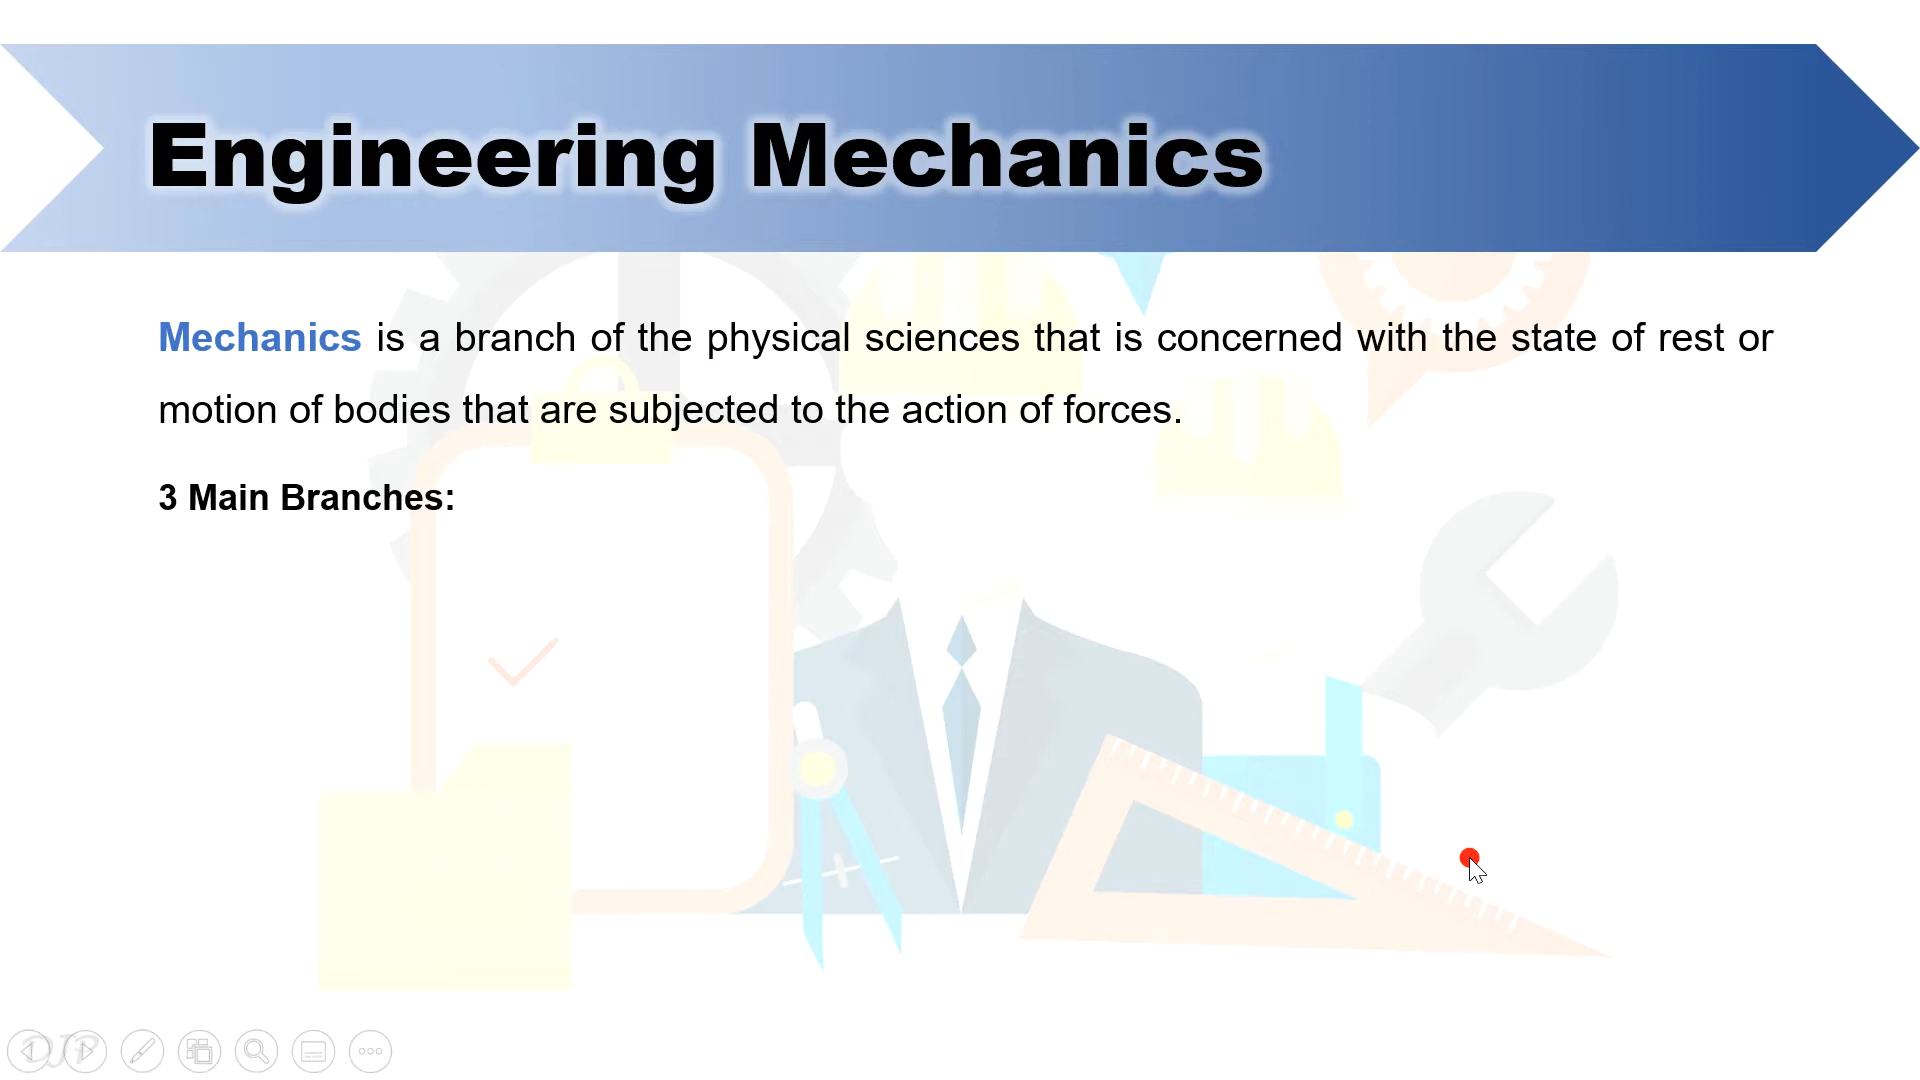 Engineering Mechanics
Mechanics is a branch of the physical sciences that is concerned with the state of rest or
motion of bodies that are subjected to the action of forces.
3 Main Branches:
DJP